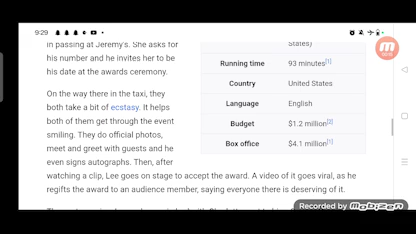 9:29
in passing at Jeremy's. She asks for
his number and he invites her to be
his date at the awards ceremony.
On the way there in the taxi, they
both take a bit of ecstasy. It helps
both of them get through the event
smiling. They do official photos,
meet and greet with guests and he
even signs autographs. Then, after
watching a clip, Lee goes on stage to accept the award. A video of it goes viral, as he
regifts the award to an audience member, saying everyone there is deserving of it.
States)
Running time 93 minutes[1]
Country United States
Language English
Budget $1.2 million[2]
Box office $4.1 million[1]
Recorded by Mobizen